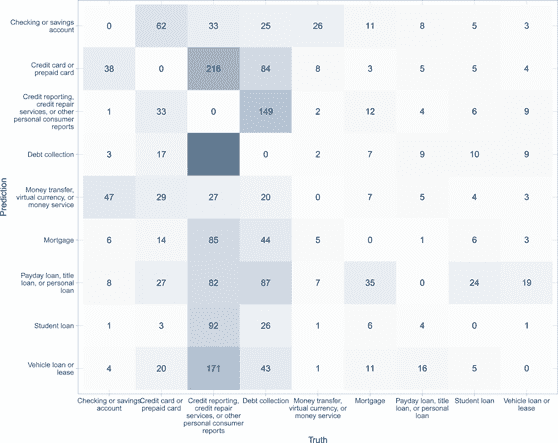 Checking or savings account 0 62 33 25 26 11 8 5 3
Credit card or prepaid card 38 0 216 84 8 3 5 5 4
Credit reporting, credit repair services, or other personal consumer reports 1 33 0 149 2 12 4 6 9
Debt collection 3 17 0 2 7 9 10 9
Prediction
Money transfer, virtual currency, or money service 47 29 27 20 0 7 5 4 3
Mortgage 6 14 85 44 5 0 1 6 3
Payday loan, title loan, or personal loan 8 27 82 87 7 35 0 24 19
Student loan 1 3 92 26 1 6 4 0 1
Vehicle loan or lease 4 20 171 43 1 11 16 5 0
Checking or savings account
Credit card or prepaid card
Credit reporting, credit repair services, or other personal consumer reports
Debt collection
Money transfer, virtual currency, or money service
Mortgage
Payday loan, title loan, or personal loan
Student loan
Vehicle loan or lease
Truth